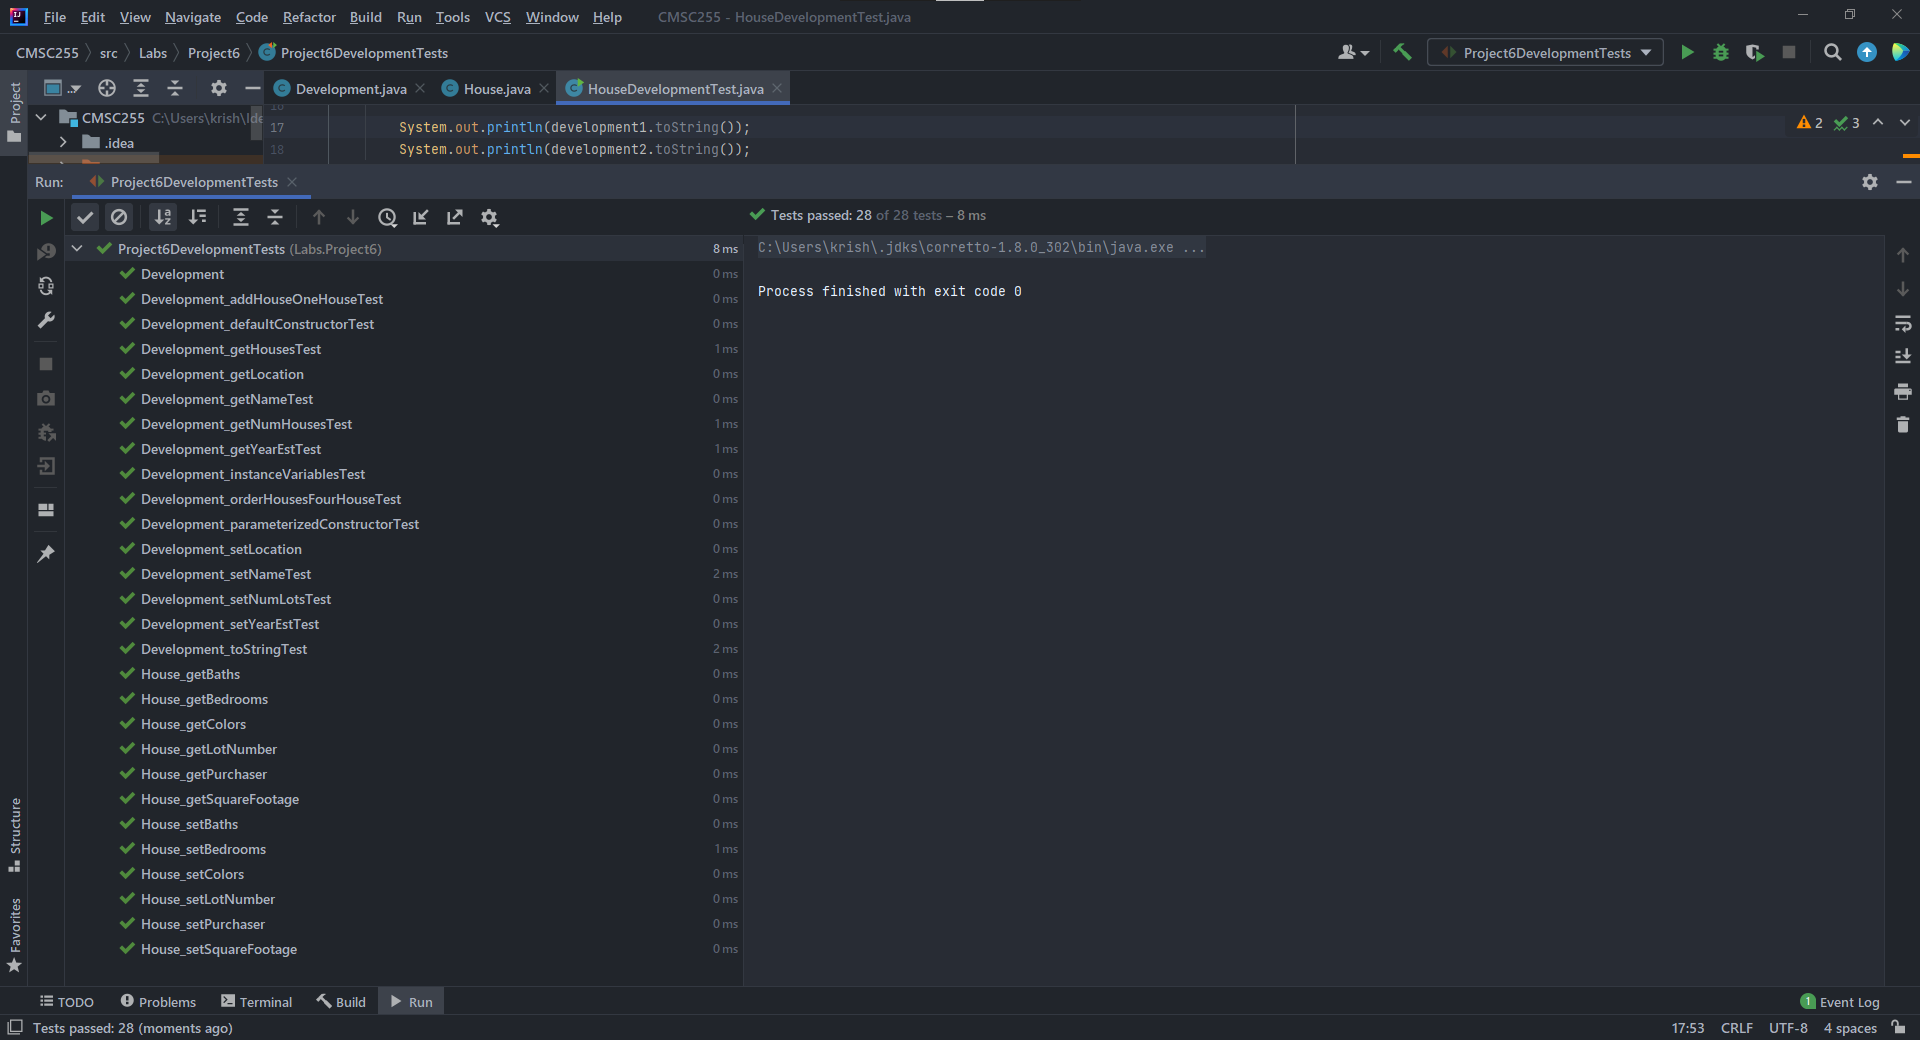 File Edit View Navigate Code Refactor Build Run Tools VCS Window Help CMSC255 - HouseDevelopmentTest.java
CMSC255 src Labs Project6 Project6DevelopmentTests Project6DevelopmentTests
Project Development.java House.java HouseDevelopmentTest.java
CMSC255 C:\Users\krish\Ide
.idea
17 System.out.println(development1.toString());
18 System.out.println(development2.toString());
2 3
Run: Project6DevelopmentTests
Tests passed: 28 of 28 tests – 8 ms
Project6DevelopmentTests (Labs.Project6) 8 ms
Development 0 ms
Development_addHouseOneHouseTest 0 ms
Development_defaultConstructorTest 0 ms
Development_getHousesTest 1 ms
Development_getLocation 0 ms
Development_getNameTest 0 ms
Development_getNumHousesTest 1 ms
Development_getYearEstTest 1 ms
Development_instanceVariablesTest 0 ms
Development_orderHousesFourHouseTest 0 ms
Development_parameterizedConstructorTest 0 ms
Development_setLocation 0 ms
Development_setNameTest 2 ms
Development_setNumLotsTest 0 ms
Development_setYearEstTest 0 ms
Development_toStringTest 2 ms
House_getBaths 0 ms
House_getBedrooms 0 ms
House_getColors 0 ms
House_getLotNumber 0 ms
House_getPurchaser 0 ms
House_getSquareFootage 0 ms
House_setBaths 0 ms
House_setBedrooms 1 ms
House_setColors 0 ms
House_setLotNumber 0 ms
House_setPurchaser 0 ms
House_setSquareFootage 0 ms
C:\Users\krish\.jdks\corretto-1.8.0_302\bin\java.exe ...
Process finished with exit code 0
Structure
Favorites
TODO Problems Terminal Build Run 1 Event Log
Tests passed: 28 (moments ago) 17:53 CRLF UTF-8 4 spaces